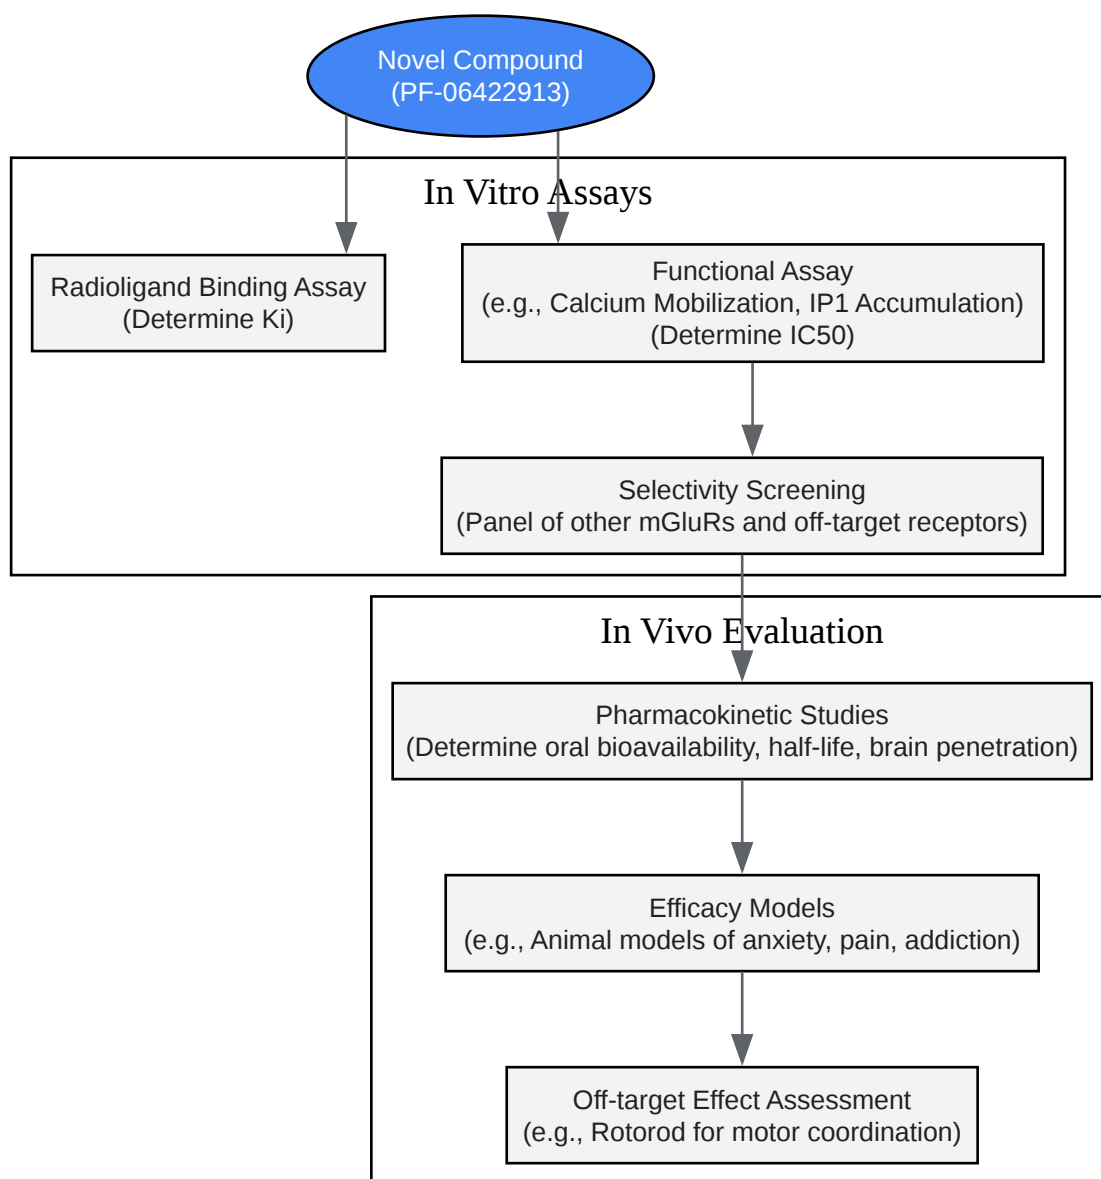 Novel Compound
(PF-06422913)
In Vitro Assays
Radioligand Binding Assay
(Determine Ki)
Functional Assay
(e.g., Calcium Mobilization, IP1 Accumulation)
(Determine IC50)
Selectivity Screening
(Panel of other mGluRs and off-target receptors)
In Vivo Evaluation
Pharmacokinetic Studies
(Determine oral bioavailability, half-life, brain penetration)
Efficacy Models
(e.g., Animal models of anxiety, pain, addiction)
Off-target Effect Assessment
(e.g., Rotorod for motor coordination)